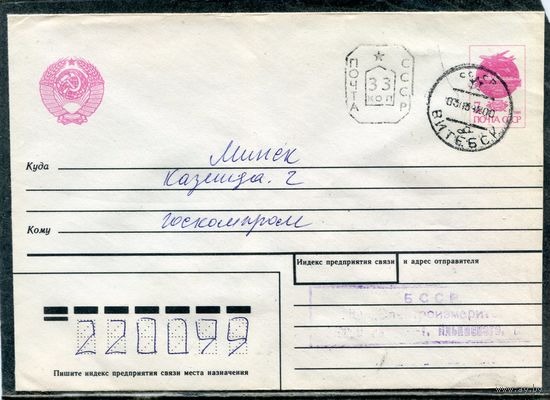 ПОЧТА СССР
33
КОП
СССР
ВИТЕБСК
ПОЧТА СССР
Куда
Минск
Казинца. 2
Кому
госкомпром
Индекс предприятия связи и адрес отправителя
БССР
220099
Пишите индекс предприятия связи места назначения